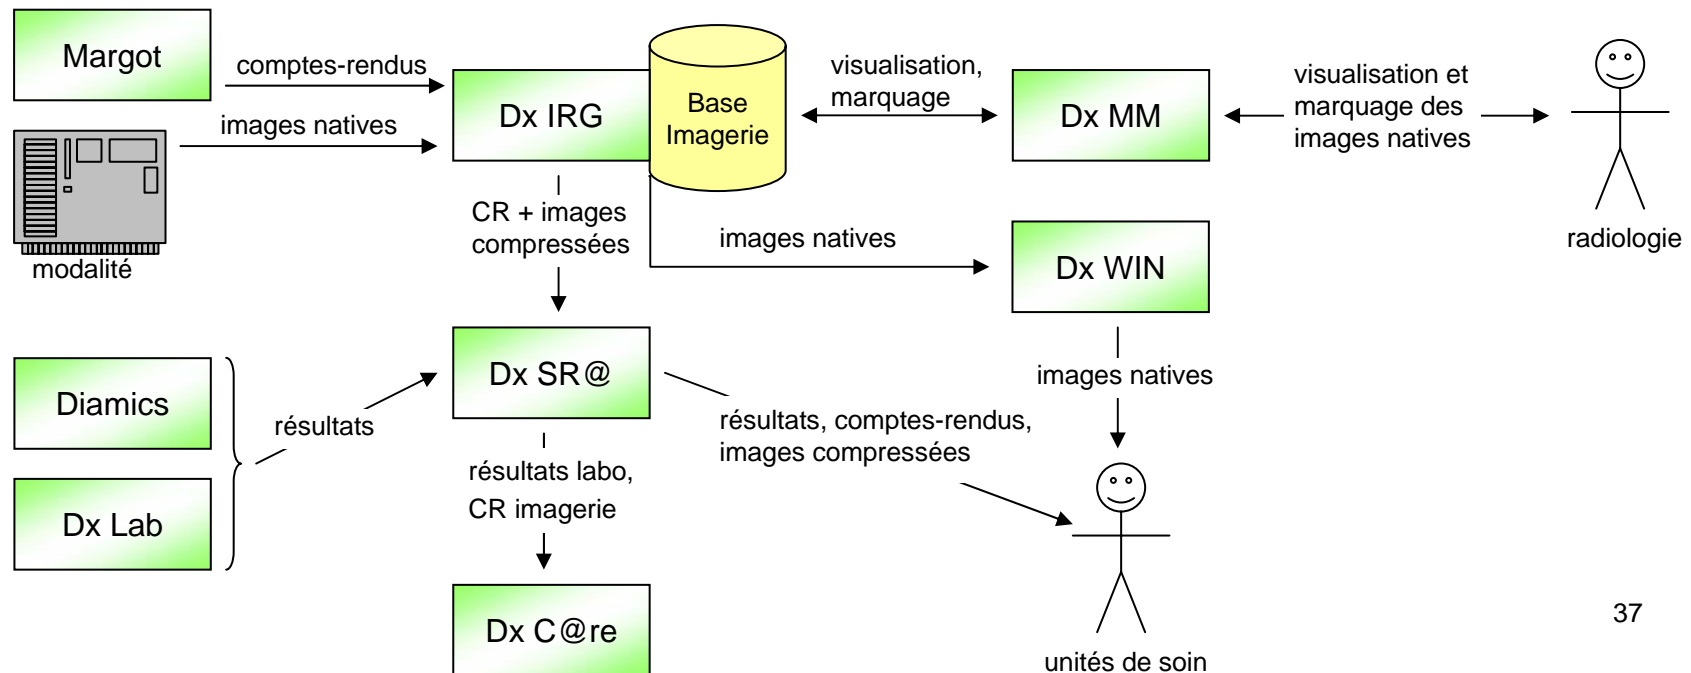 Margot
comptes-rendus
images natives
modalité
Dx IRG
Base
Imagerie
visualisation,
marquage
Dx MM
visualisation et
marquage des
images natives
radiologie
CR + images
compressées
images natives
Dx WIN
images natives
Diamics
Dx Lab
résultats
Dx SR@
résultats, comptes-rendus,
images compressées
résultats labo,
CR imagerie
Dx C@re
unités de soin
37